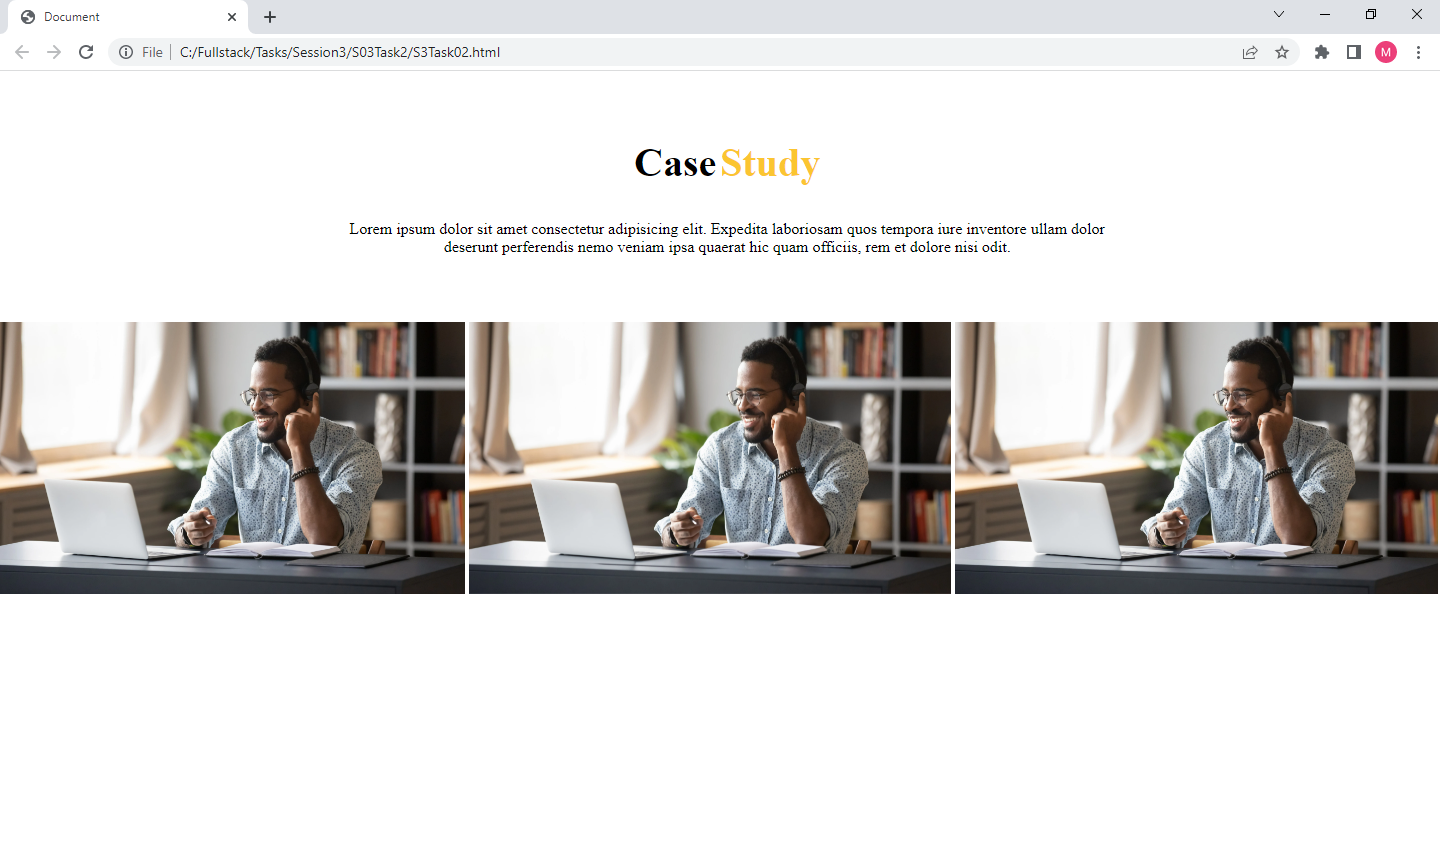 Document
File
C:/Fullstack/Tasks/Session3/S03Task2/S3Task02.html
M
Case Study
Lorem ipsum dolor sit amet consectetur adipisicing elit. Expedita laboriosam quos tempora iure inventore ullam dolor
deserunt perferendis nemo veniam ipsa quaerat hic quam officiis, rem et dolore nisi odit.